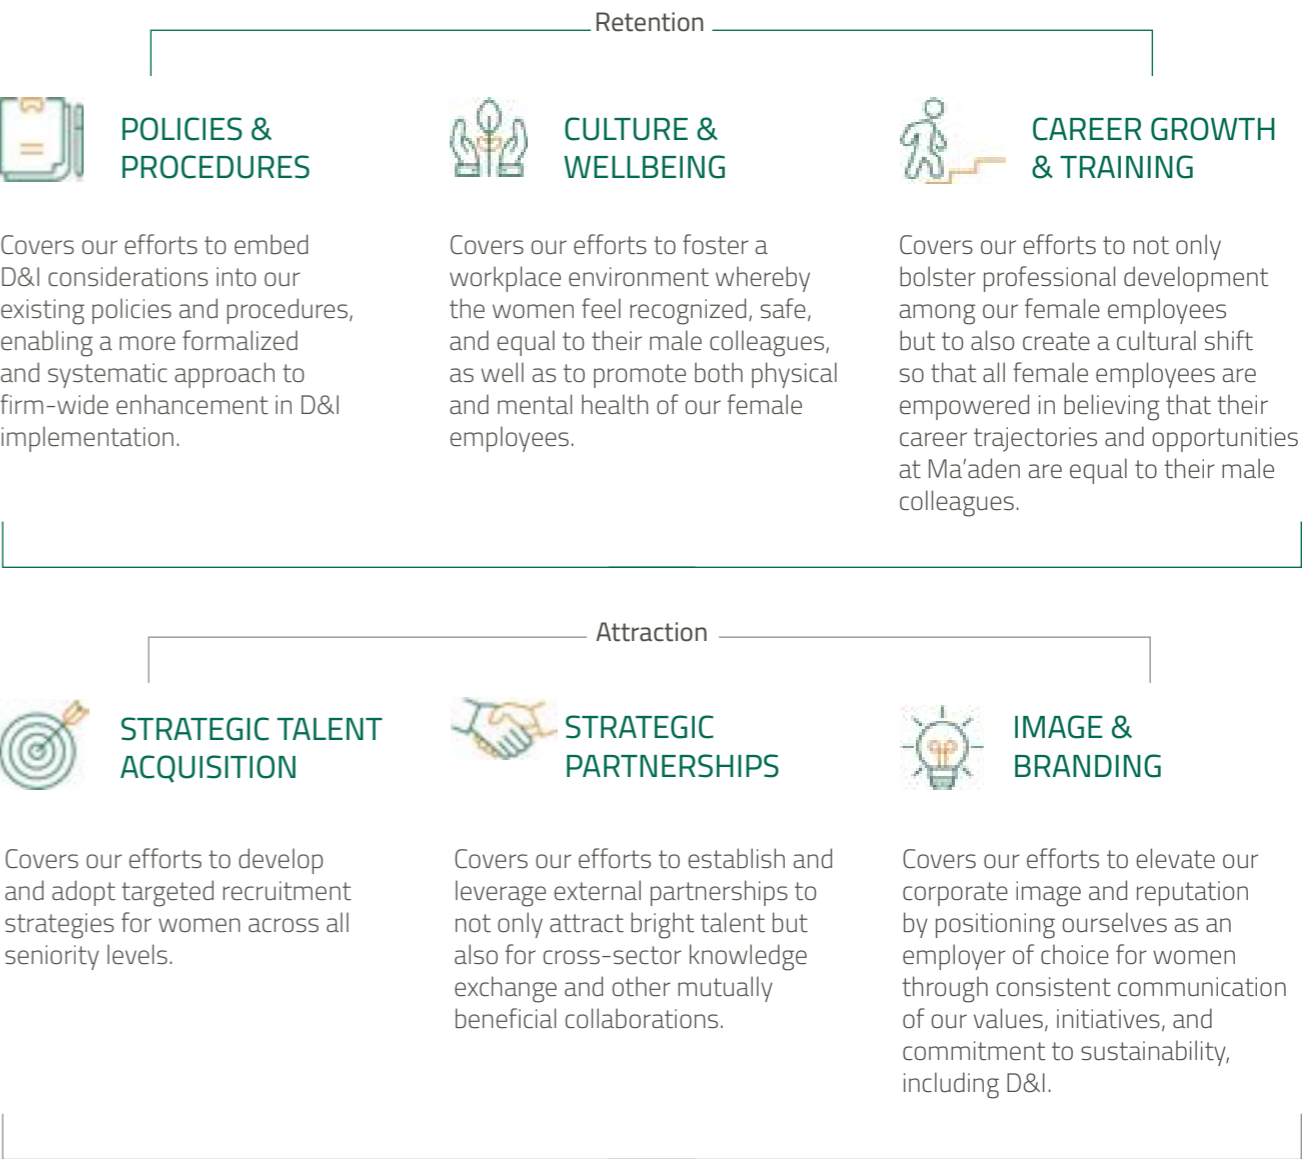 Retention
POLICIES &
PROCEDURES
Covers our efforts to embed
D&I considerations into our
existing policies and procedures,
enabling a more formalized
and systematic approach to
firm-wide enhancement in D&I
implementation.
CULTURE &
WELLBEING
Covers our efforts to foster a
workplace environment whereby
the women feel recognized, safe,
and equal to their male colleagues,
as well as to promote both physical
and mental health of our female
employees.
CAREER GROWTH
& TRAINING
Covers our efforts to not only
bolster professional development
among our female employees
but to also create a cultural shift
so that all female employees are
empowered in believing that their
career trajectories and opportunities
at Ma’aden are equal to their male
colleagues.
Attraction
STRATEGIC TALENT
ACQUISITION
Covers our efforts to develop
and adopt targeted recruitment
strategies for women across all
seniority levels.
STRATEGIC
PARTNERSHIPS
Covers our efforts to establish and
leverage external partnerships to
not only attract bright talent but
also for cross-sector knowledge
exchange and other mutually
beneficial collaborations.
IMAGE &
BRANDING
Covers our efforts to elevate our
corporate image and reputation
by positioning ourselves as an
employer of choice for women
through consistent communication
of our values, initiatives, and
commitment to sustainability,
including D&I.